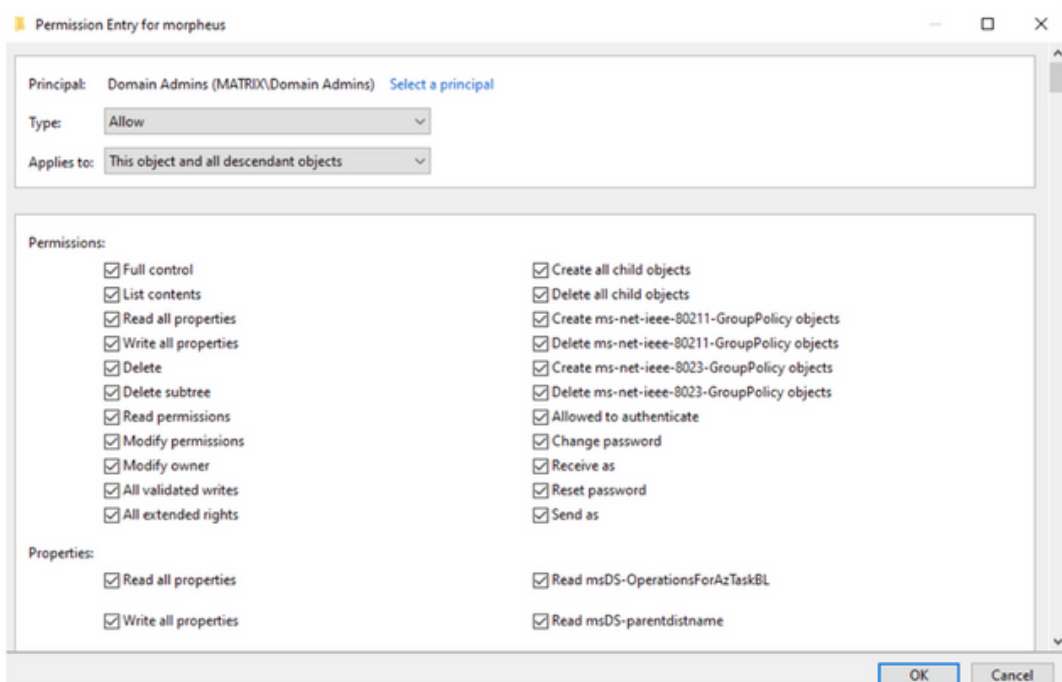 Permission Entry for morpheus
Principal: Domain Admins (MATRIX\Domain Admins) Select a principal
Type: Allow
Applies to: This object and all descendant objects
Permissions:
Full control Create all child objects
List contents Delete all child objects
Read all properties Create ms-net-ieee-80211-GroupPolicy objects
Write all properties Delete ms-net-ieee-80211-GroupPolicy objects
Delete Create ms-net-ieee-8023-GroupPolicy objects
Delete subtree Delete ms-net-ieee-8023-GroupPolicy objects
Read permissions Allowed to authenticate
Modify permissions Change password
Modify owner Receive as
All validated writes Reset password
All extended rights Send as
Properties:
Read all properties Read msDS-OperationsForAzTaskBL
Write all properties Read msDS-parentdistname
OK Cancel